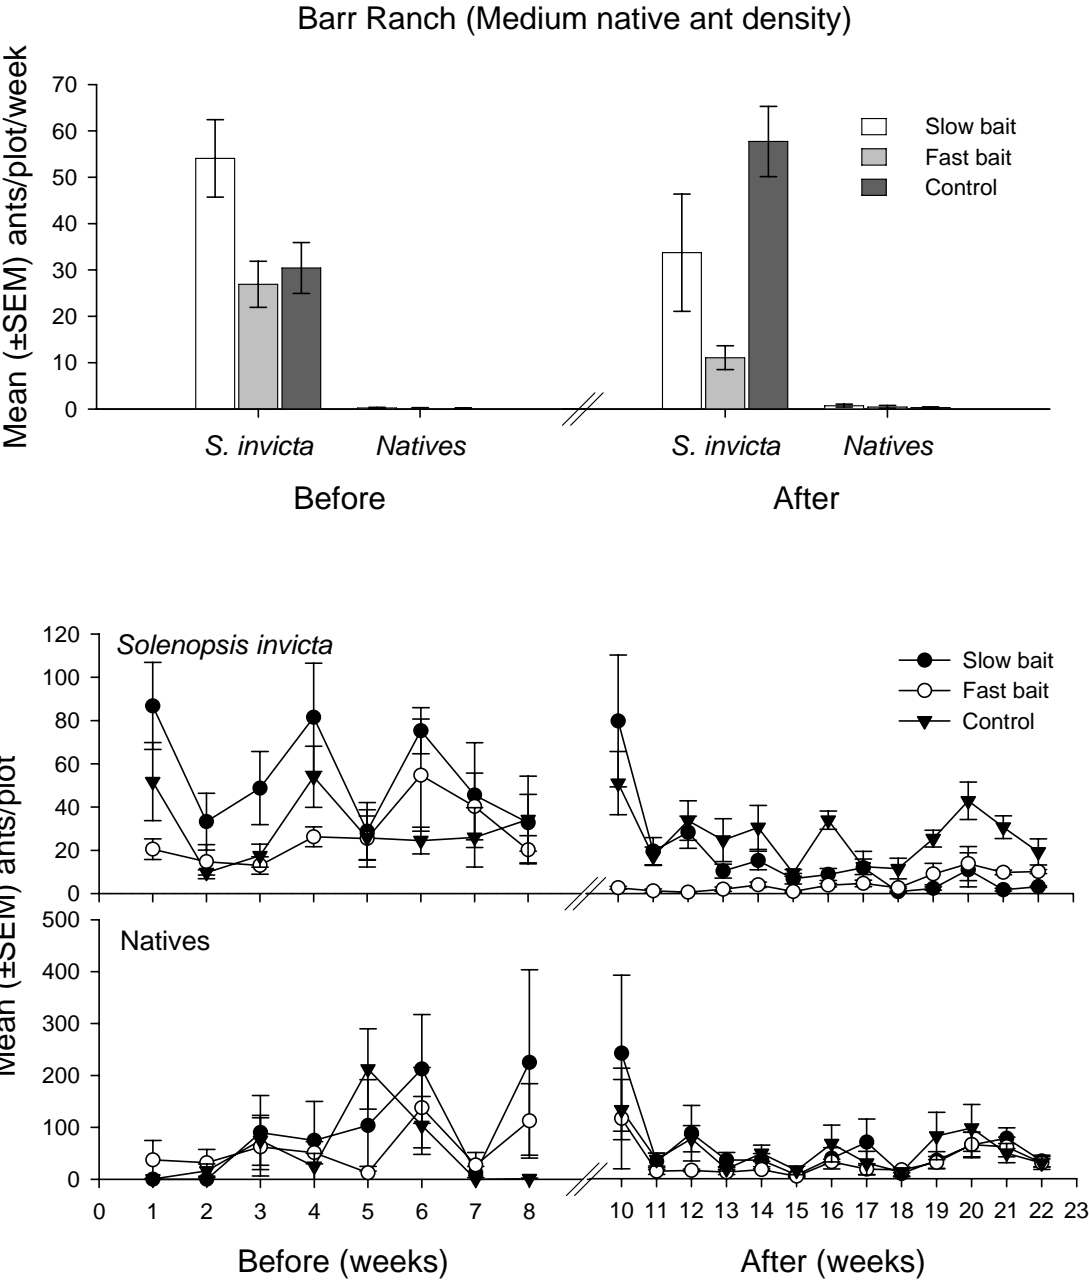 Barr Ranch (Medium native ant density)
Mean (±SEM) ants/plot/week
70
60
50
40
30
20
10
0
Slow bait
Fast bait
Control
S. invicta Natives S. invicta Natives
Before After
Mean (±SEM) ants/plot
120
100
80
60
40
20
0
Solenopsis invicta
Slow bait
Fast bait
Control
500
400
300
200
100
0
Natives
0 1 2 3 4 5 6 7 8 10 11 12 13 14 15 16 17 18 19 20 21 22 23
Before (weeks) After (weeks)